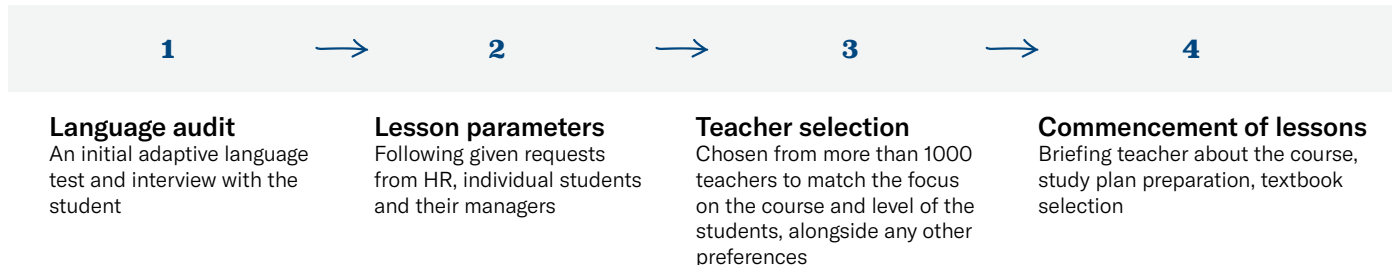 1
2
3
4
Language audit
An initial adaptive language
test and interview with the
student
Lesson parameters
Following given requests
from HR, individual students
and their managers
Teacher selection
Chosen from more than 1000
teachers to match the focus
on the course and level of the
students, alongside any other
preferences
Commencement of lessons
Briefing teacher about the course,
study plan preparation, textbook
selection